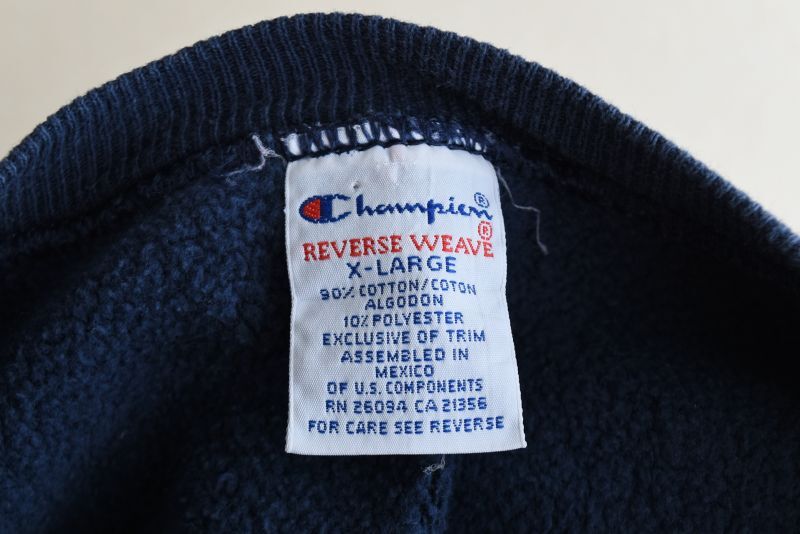 Champion®
REVERSE WEAVE®
X-LARGE
90% COTTON/COTON
ALGODON
10% POLYESTER
EXCLUSIVE OF TRIM
ASSEMBLED IN
MEXICO
OF U.S. COMPONENTS
RN 26094 CA 21356
FOR CARE SEE REVERSE